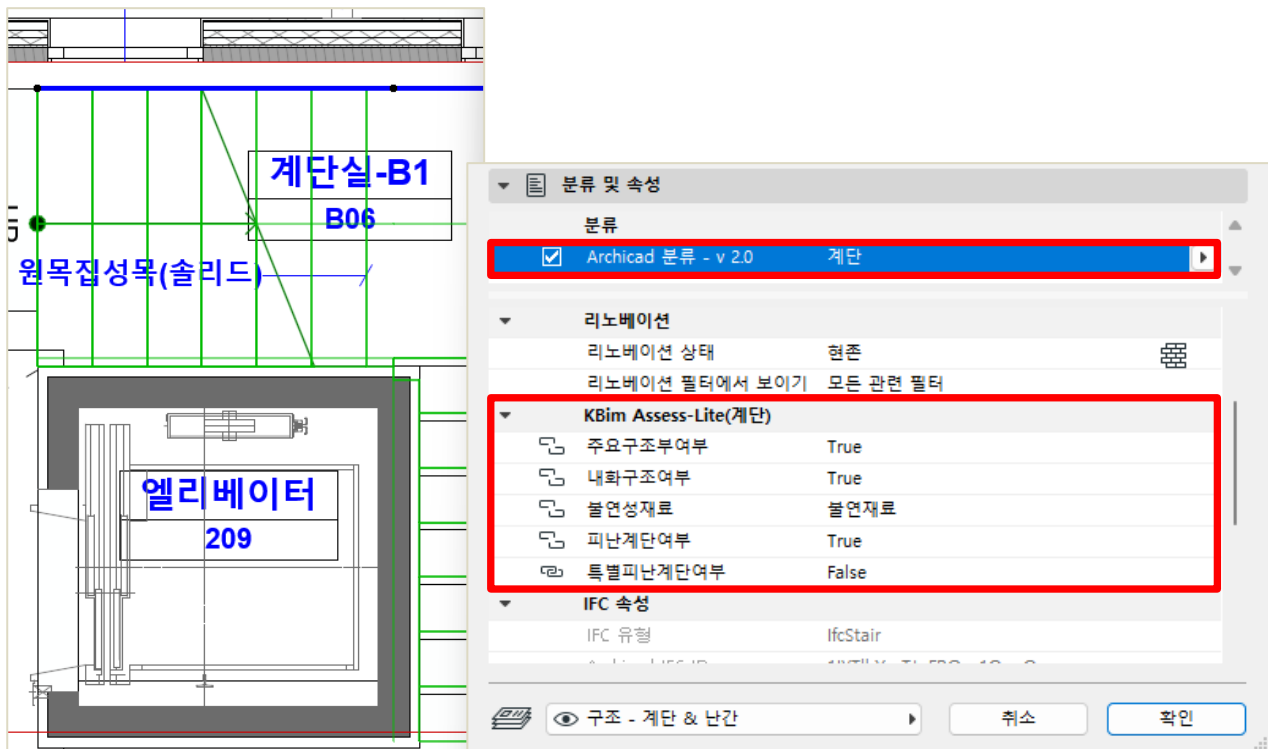 계단실-B1
B06
UP
원목집성목(솔리드)
엘리베이터
209
분류 및 속성
분류
Archicad 분류 - v 2.0 계단
리노베이션
리노베이션 상태 현존
리노베이션 필터에서 보이기 모든 관련 필터
KBim Assess-Lite(계단)
주요구조부여부 True
내화구조여부 True
불연성재료 불연재료
피난계단여부 True
특별피난계단여부 False
IFC 속성
IFC 유형 IfcStair
구조 - 계단 & 난간
취소
확인